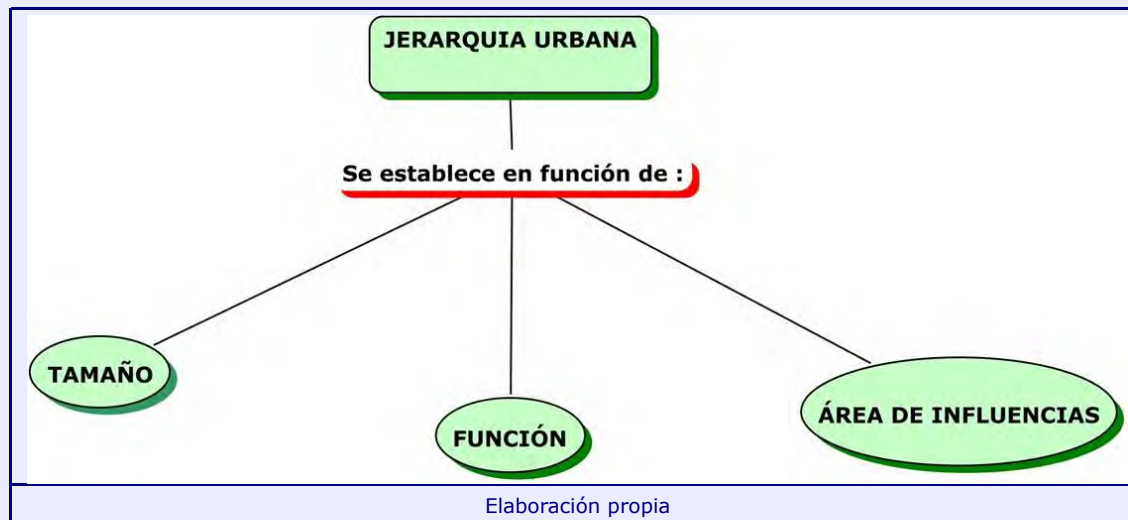 JERARQUIA URBANA
Se establece en función de :
TAMAÑO
FUNCIÓN
ÁREA DE INFLUENCIAS
Elaboración propia